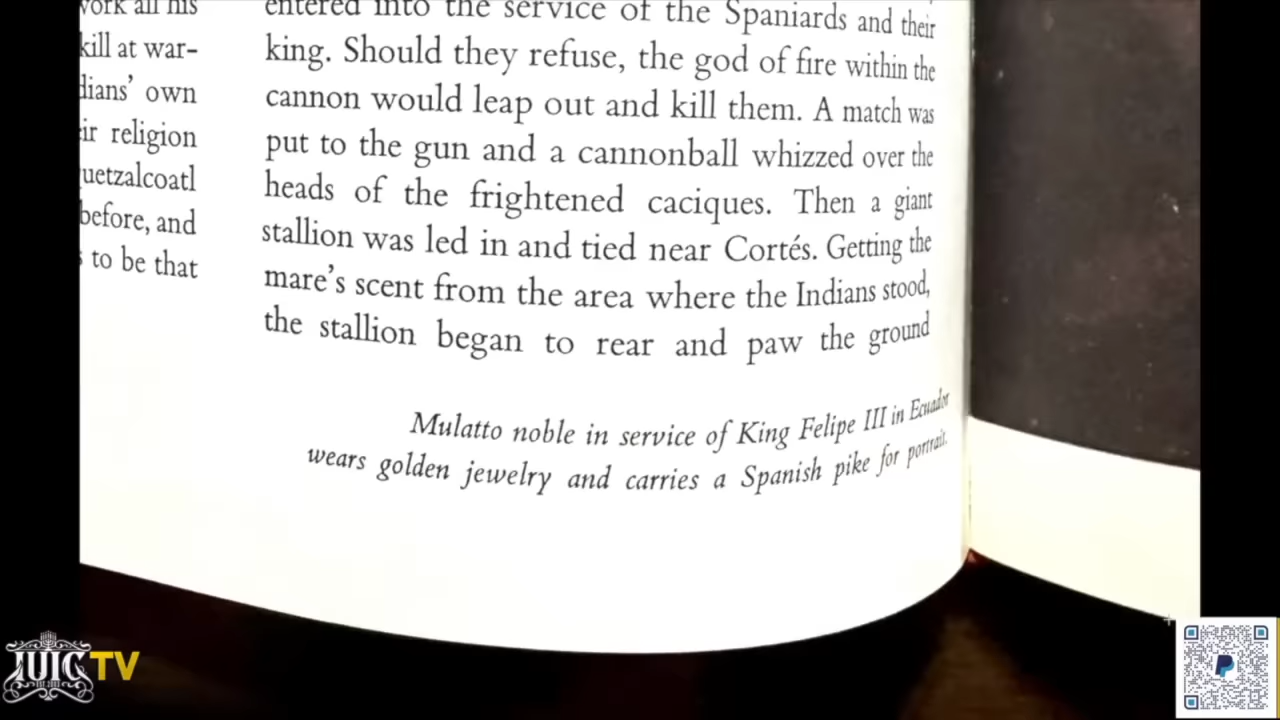 work all his
kill at war-
dians' own
eir religion
uetzalcoatl
before, and
s to be that
entered into the service of the Spaniards and their
king. Should they refuse, the god of fire within the
cannon would leap out and kill them. A match was
put to the gun and a cannonball whizzed over the
heads of the frightened caciques. Then a giant
stallion was led in and tied near Cortés. Getting the
mare's scent from the area where the Indians stood,
the stallion began to rear and paw the ground
Mulatto noble in service of King Felipe III in Ecuador
wears golden jewelry and carries a Spanish pike for portrait.
IUIC TV